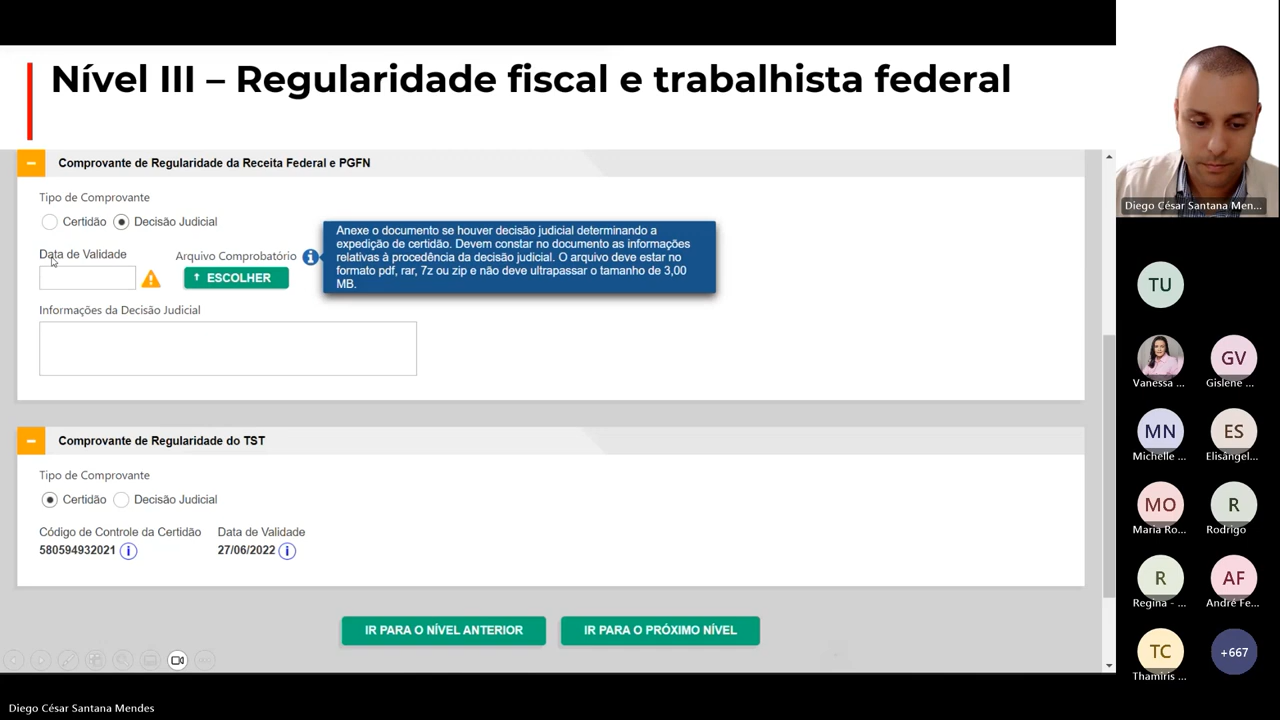 Nível III – Regularidade fiscal e trabalhista federal
Comprovante de Regularidade da Receita Federal e PGFN
Tipo de Comprovante
Certidão Decisão Judicial
Data de Validade Arquivo Comprobatório
ESCOLHER
Anexe o documento se houver decisão judicial determinando a
expedição de certidão. Devem constar no documento as informações
relativas à procedência da decisão judicial. O arquivo deve estar no
formato pdf, rar, 7z ou zip e não deve ultrapassar o tamanho de 3,00
MB.
Informações da Decisão Judicial
Comprovante de Regularidade do TST
Tipo de Comprovante
Certidão Decisão Judicial
Código de Controle da Certidão Data de Validade
580594932021 27/06/2022
IR PARA O NÍVEL ANTERIOR IR PARA O PRÓXIMO NÍVEL
Diego César Santana Men...
TU
Vanessa ...
GV
Gislene ...
MN
Michelle ...
ES
Elisângel...
MO
Maria Ro...
R
Rodrigo
R
Regina - ...
AF
André Fe...
TC
Thamiris ...
+667
Diego César Santana Mendes